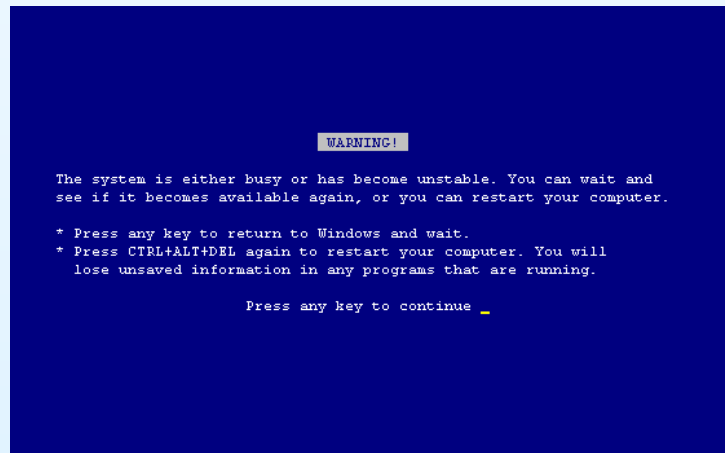 WARNING!
The system is either busy or has become unstable. You can wait and
see if it becomes available again, or you can restart your computer.
* Press any key to return to Windows and wait.
* Press CTRL+ALT+DEL again to restart your computer. You will
lose unsaved information in any programs that are running.
Press any key to continue _